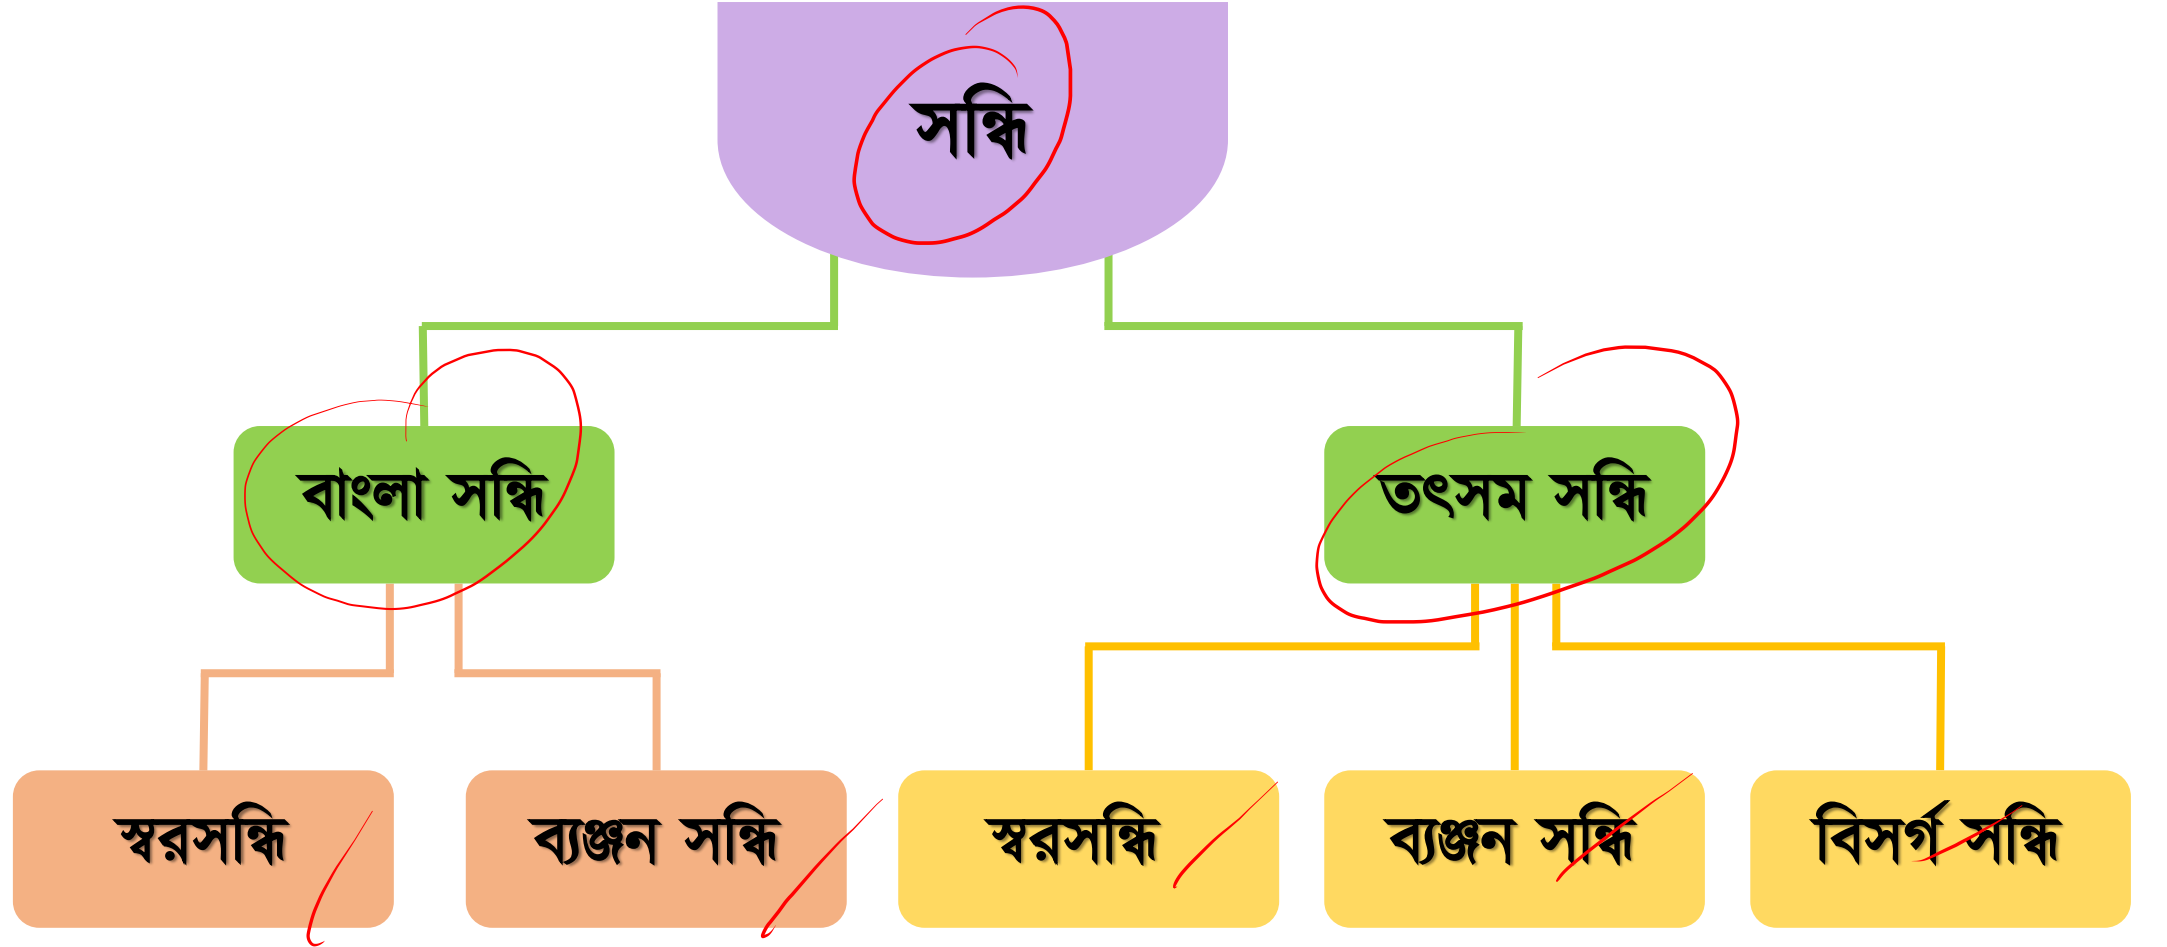 সন্ধি
বাংলা সন্ধি
তৎসম সন্ধি
স্বরসন্ধি
ব্যঞ্জন সন্ধি
স্বরসন্ধি
ব্যঞ্জন সন্ধি
বিসর্গ সন্ধি